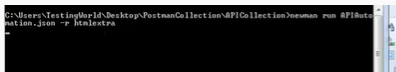 C:\Users\TestingWorld\Desktop\PostmanCollection\APICollection>newman run APIAuto
mation.json -r htmlextra